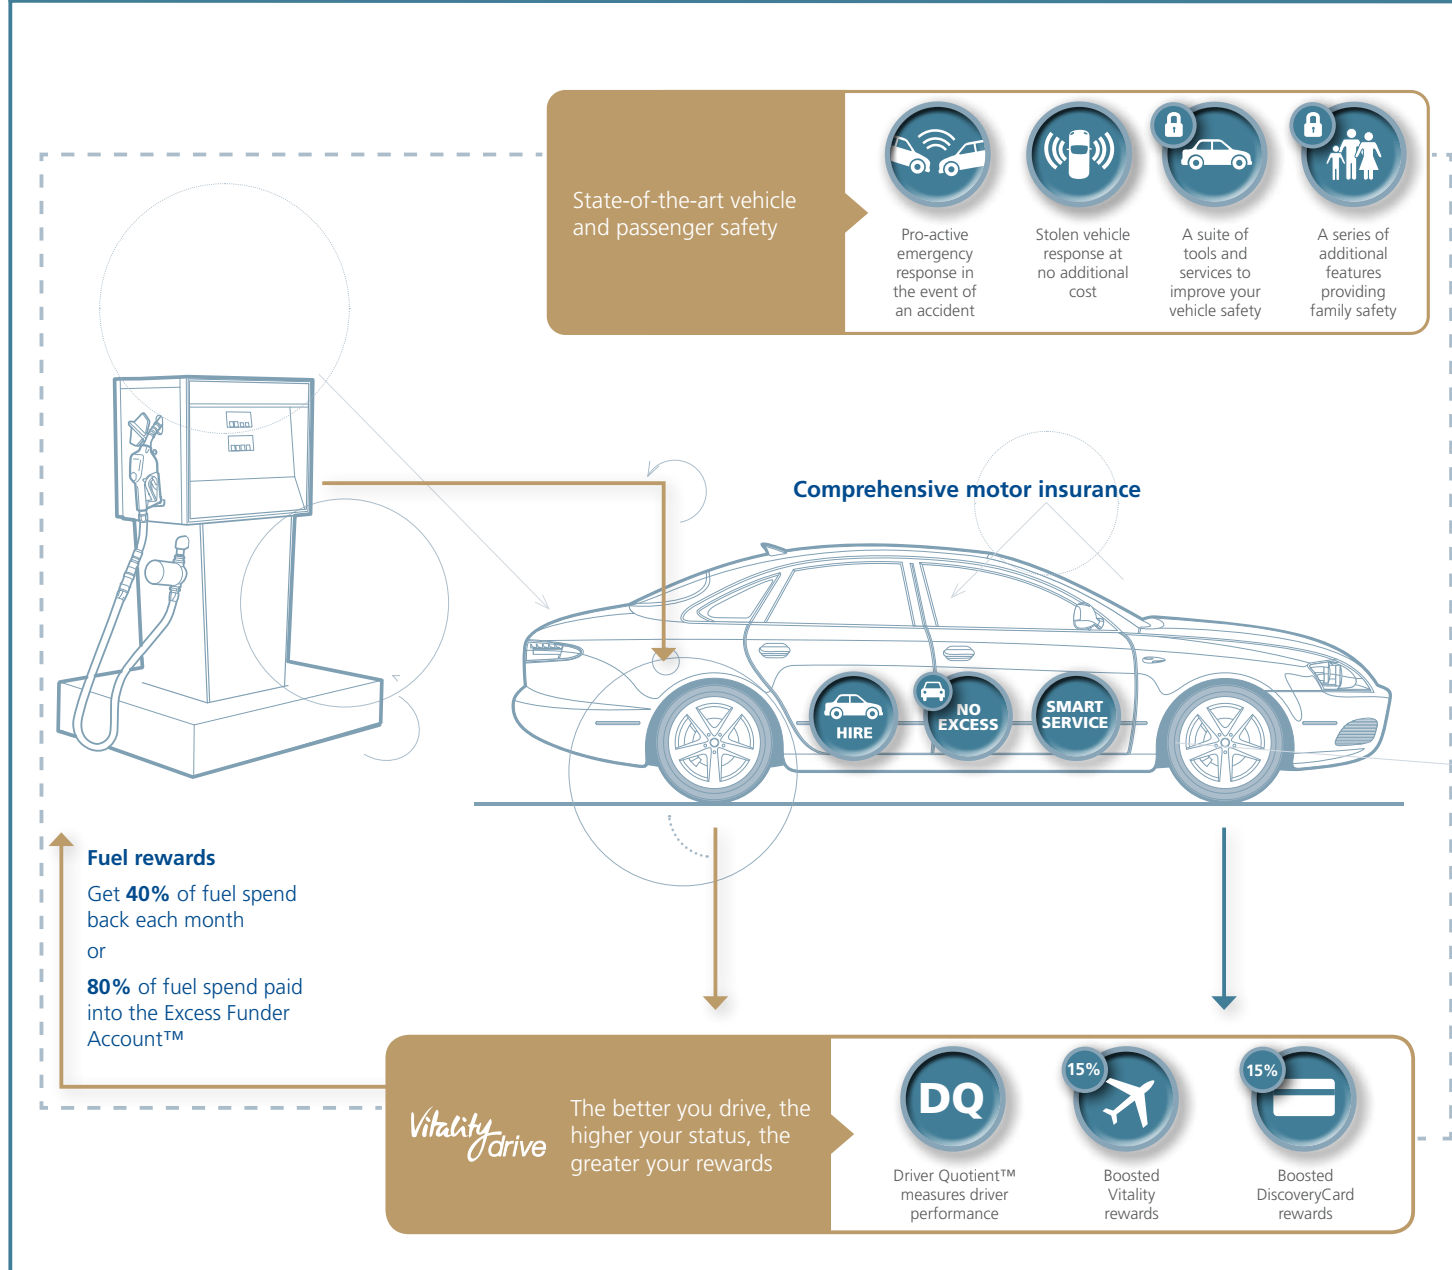 State-of-the-art vehicle
and passenger safety
Pro-active
emergency
response in
the event of
an accident
Stolen vehicle
response at
no additional
cost
A suite of
tools and
services to
improve your
vehicle safety
A series of
additional
features
providing
family safety
Comprehensive motor insurance
HIRE
NO
EXCESS
SMART
SERVICE
Fuel rewards
Get 40% of fuel spend
back each month
or
80% of fuel spend paid
into the Excess Funder
Account™
Vitality
drive
The better you drive, the
higher your status, the
greater your rewards
DQ
Driver Quotient™
measures driver
performance
15%
Boosted
Vitality
rewards
15%
Boosted
DiscoveryCard
rewards